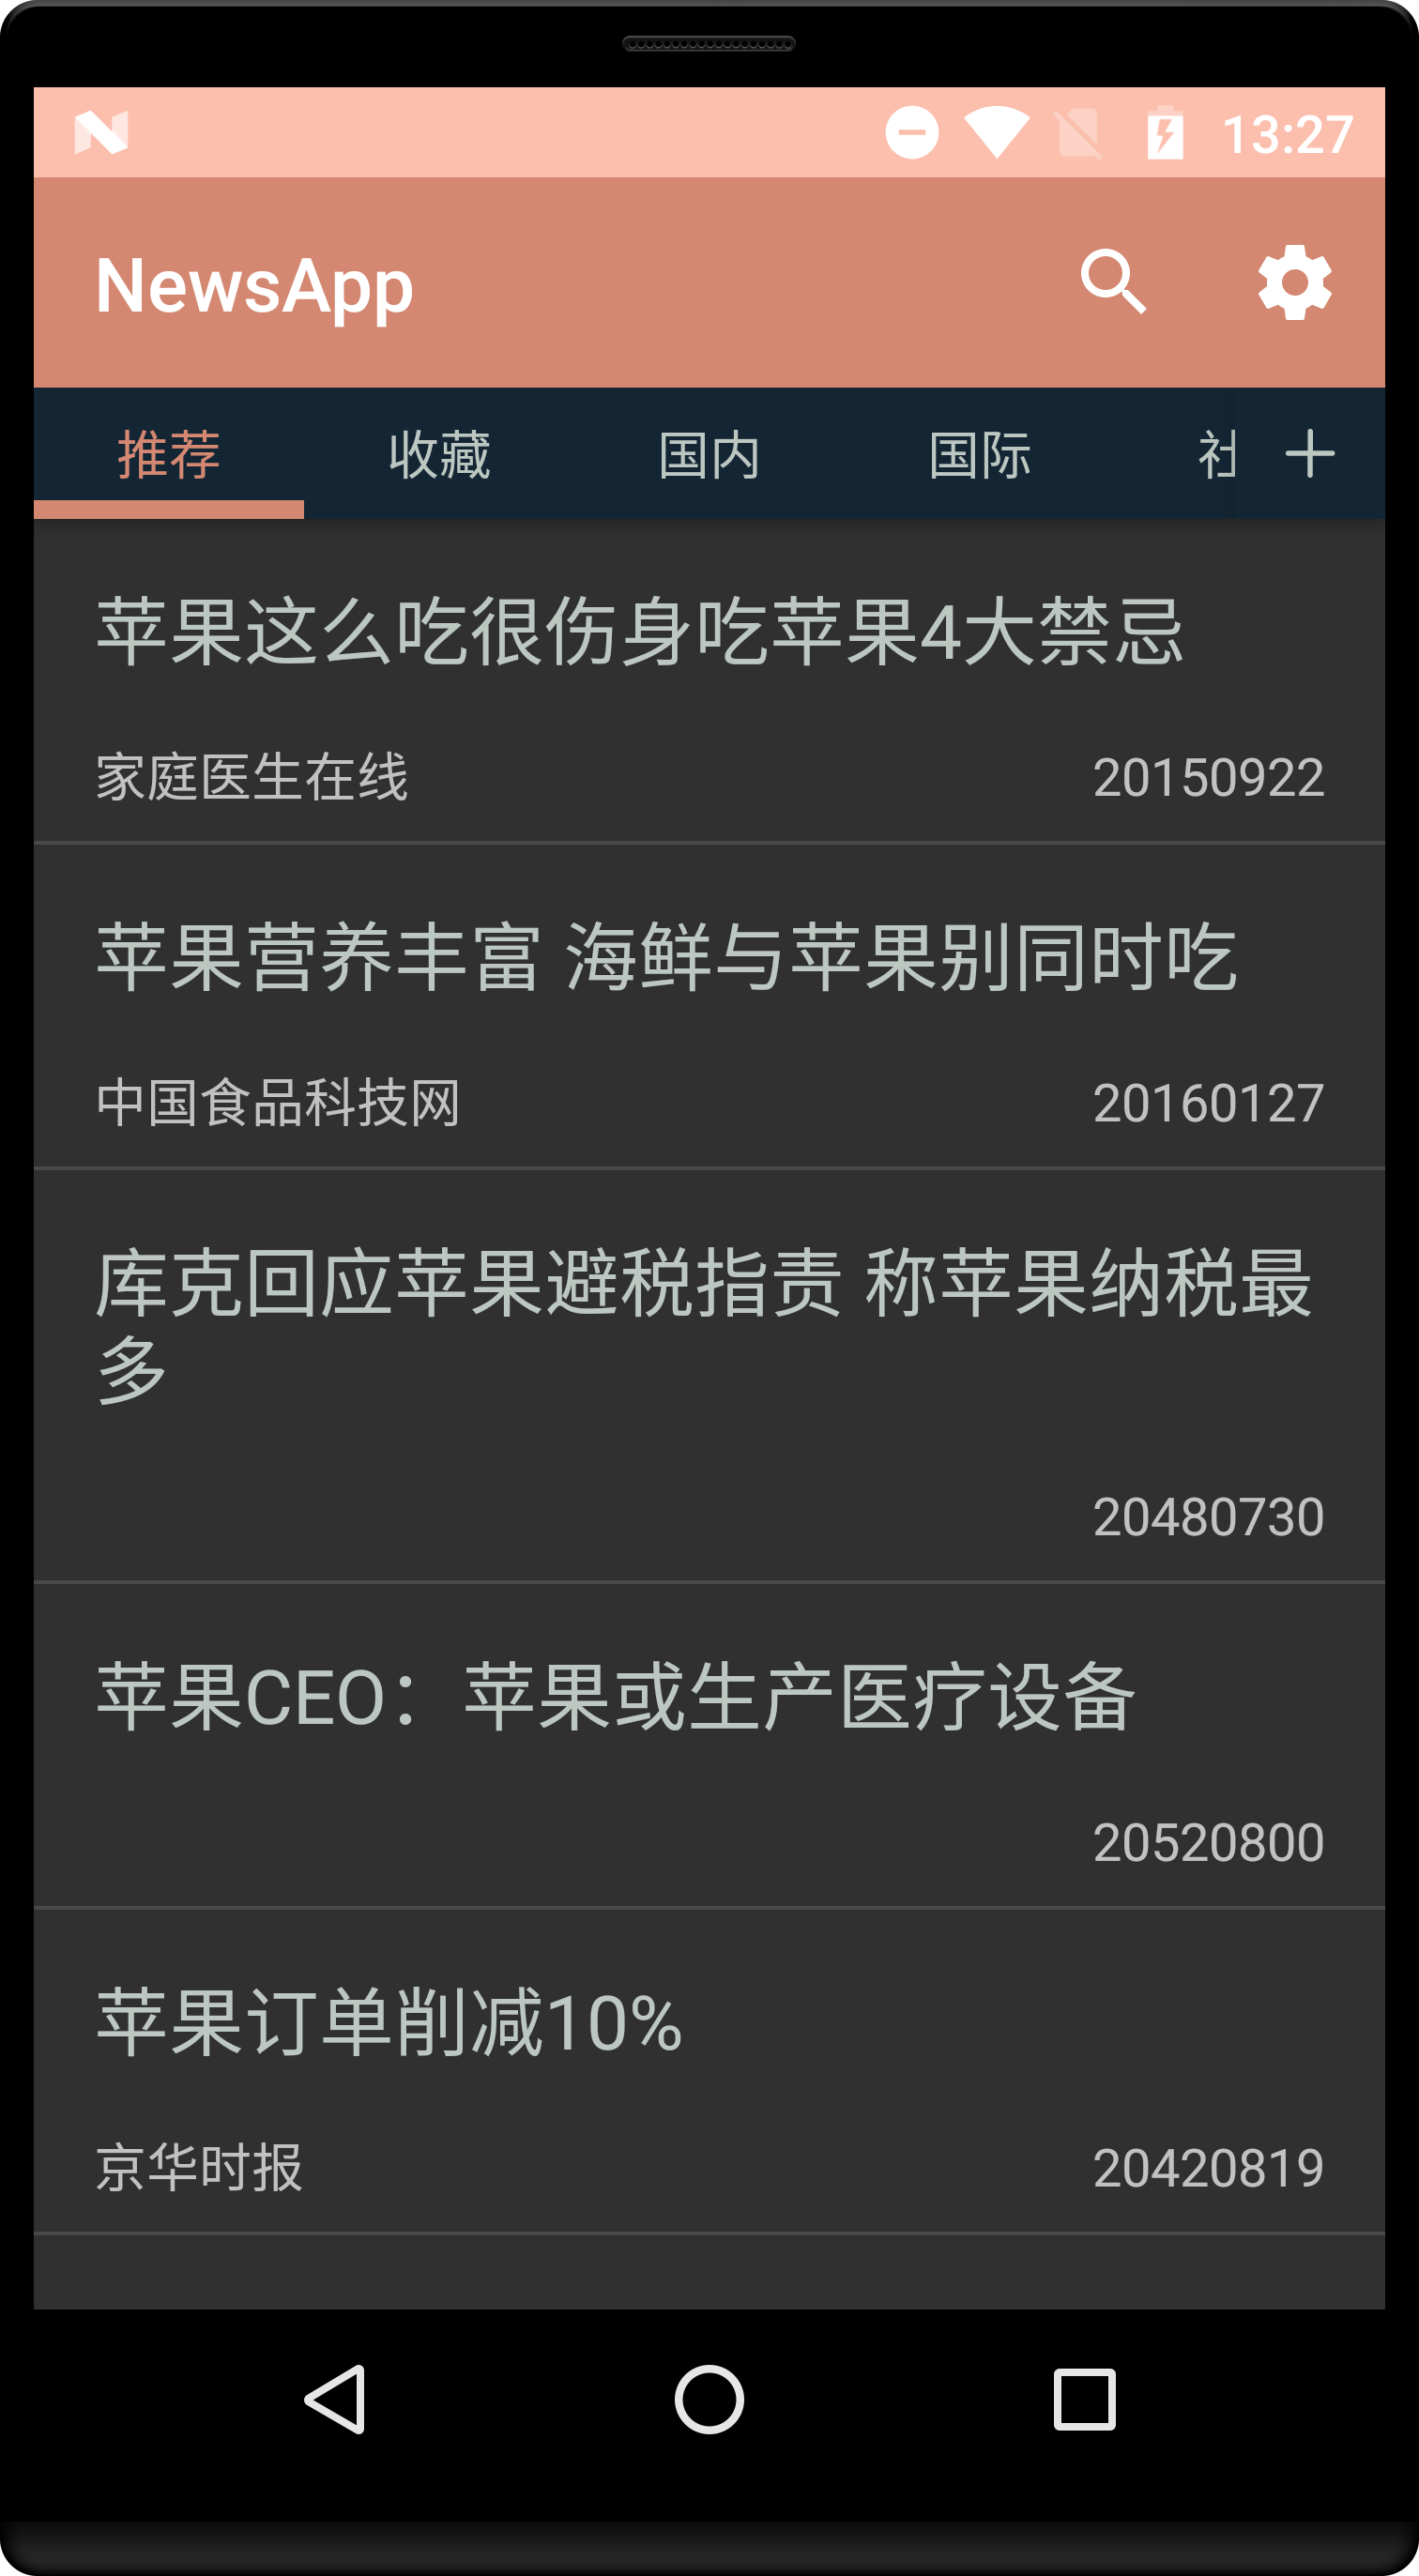 13:27
NewsApp
推荐 收藏 国内 国际
苹果这么吃很伤身吃苹果4大禁忌
家庭医生在线 20150922
苹果营养丰富 海鲜与苹果别同时吃
中国食品科技网 20160127
库克回应苹果避税指责 称苹果纳税最
多
20480730
苹果CEO：苹果或生产医疗设备
20520800
苹果订单削减10%
京华时报 20420819